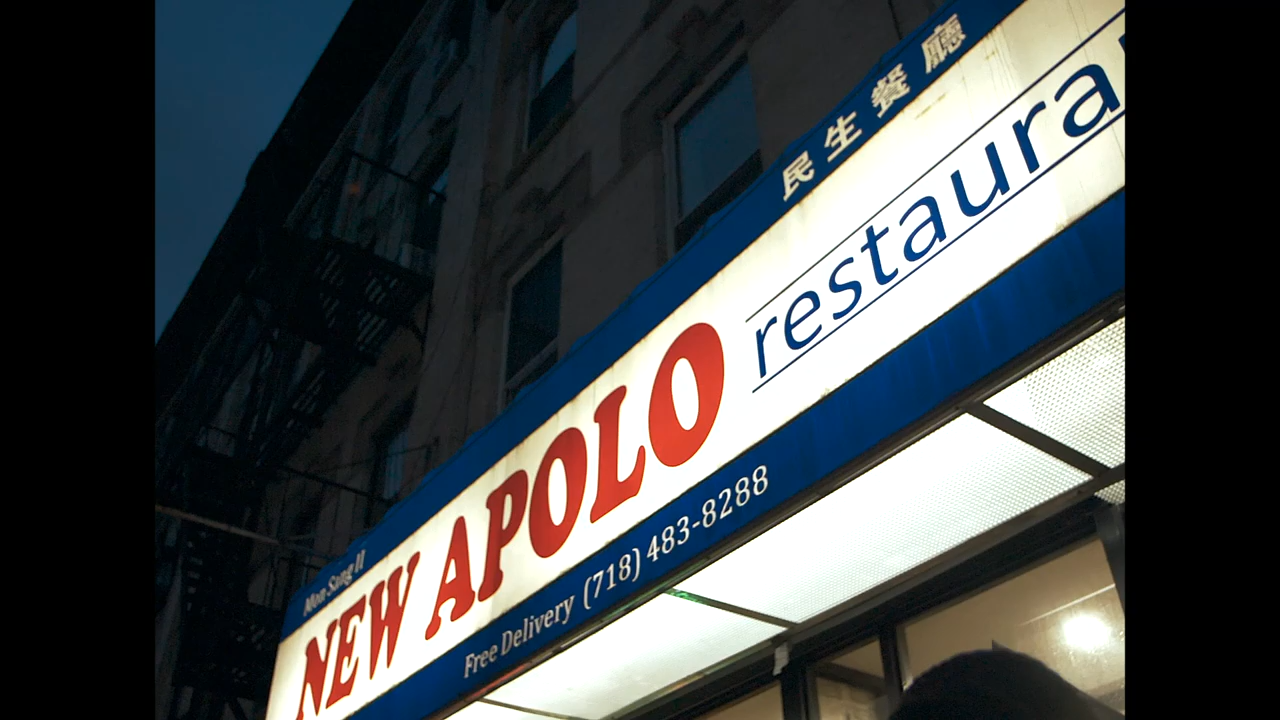 民生餐廳
Mon Sang II
NEW APOLO restaura
Free Delivery (718) 483-8288